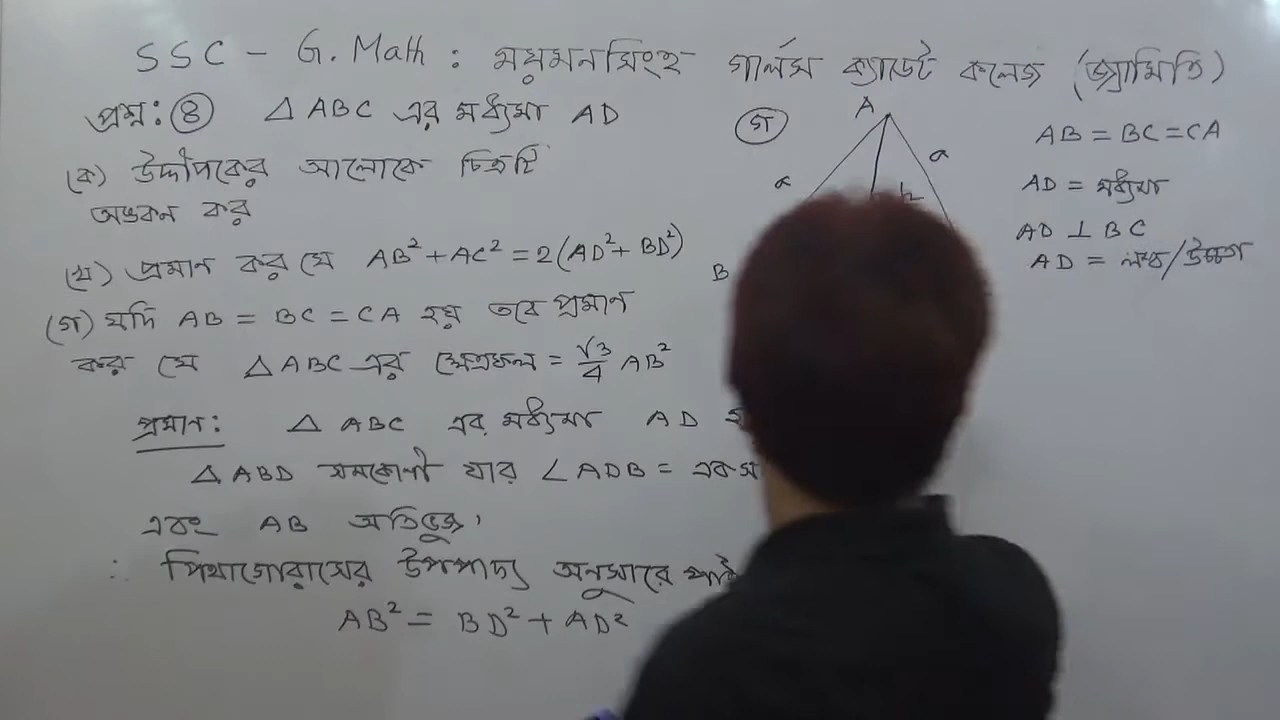 SSC - G.Math : ময়মনসিংহ গার্লস ক্যাডেট কলেজ (জ্যামিতি)
প্রশ্ন: ৪ △ ABC এর মধ্যমা AD
(ক) উদ্দীপকের আলোকে চিত্রটি
অঙকন কর
(খ) প্রমান কর যে AB² + AC² = 2(AD² + BD²)
(গ) যদি AB = BC = CA হয় তবে প্রমান
কর যে △ ABC এর ক্ষেত্রফল = √3/4 AB²
প্রমান: △ ABC এর মধ্যমা AD
△ ABD সমকোণী যার ∠ADB = এক
এবং AB অতিভুজ,
∴ পিথাগোরাসের উপপাদ্য অনুসারে পাই
AB² = BD² + AD²
গ
A
a
a
h
B
AB = BC = CA
AD = মধ্যমা
AD ⊥ BC
AD = লম্ব/উচ্চতা